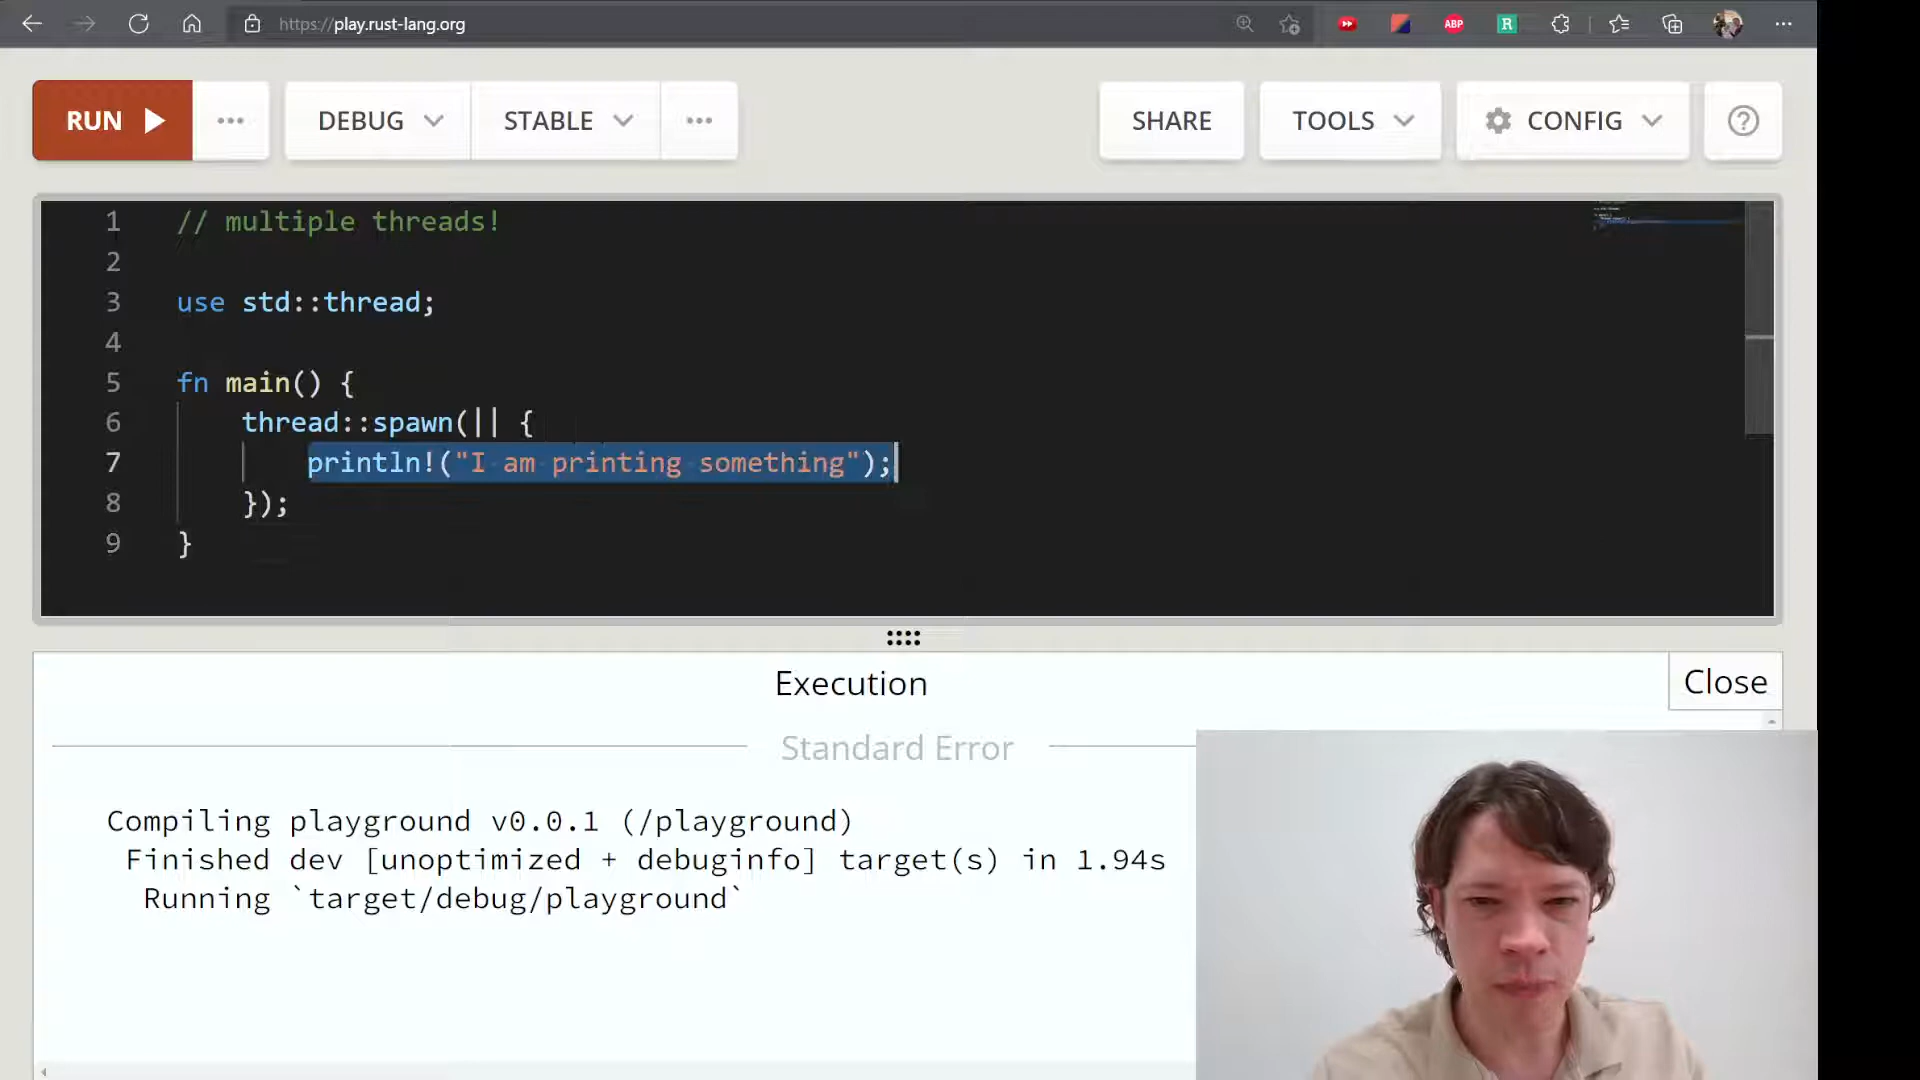 https://play.rust-lang.org
ABP
R
RUN
DEBUG
STABLE
SHARE
TOOLS
CONFIG
?
1 // multiple threads!
2
3 use std::thread;
4
5 fn main() {
6 thread::spawn(|| {
7 println!("I am printing something");
8 });
9 }
Execution
Close
Standard Error
Compiling playground v0.0.1 (/playground)
Finished dev [unoptimized + debuginfo] target(s) in 1.94s
Running `target/debug/playground`